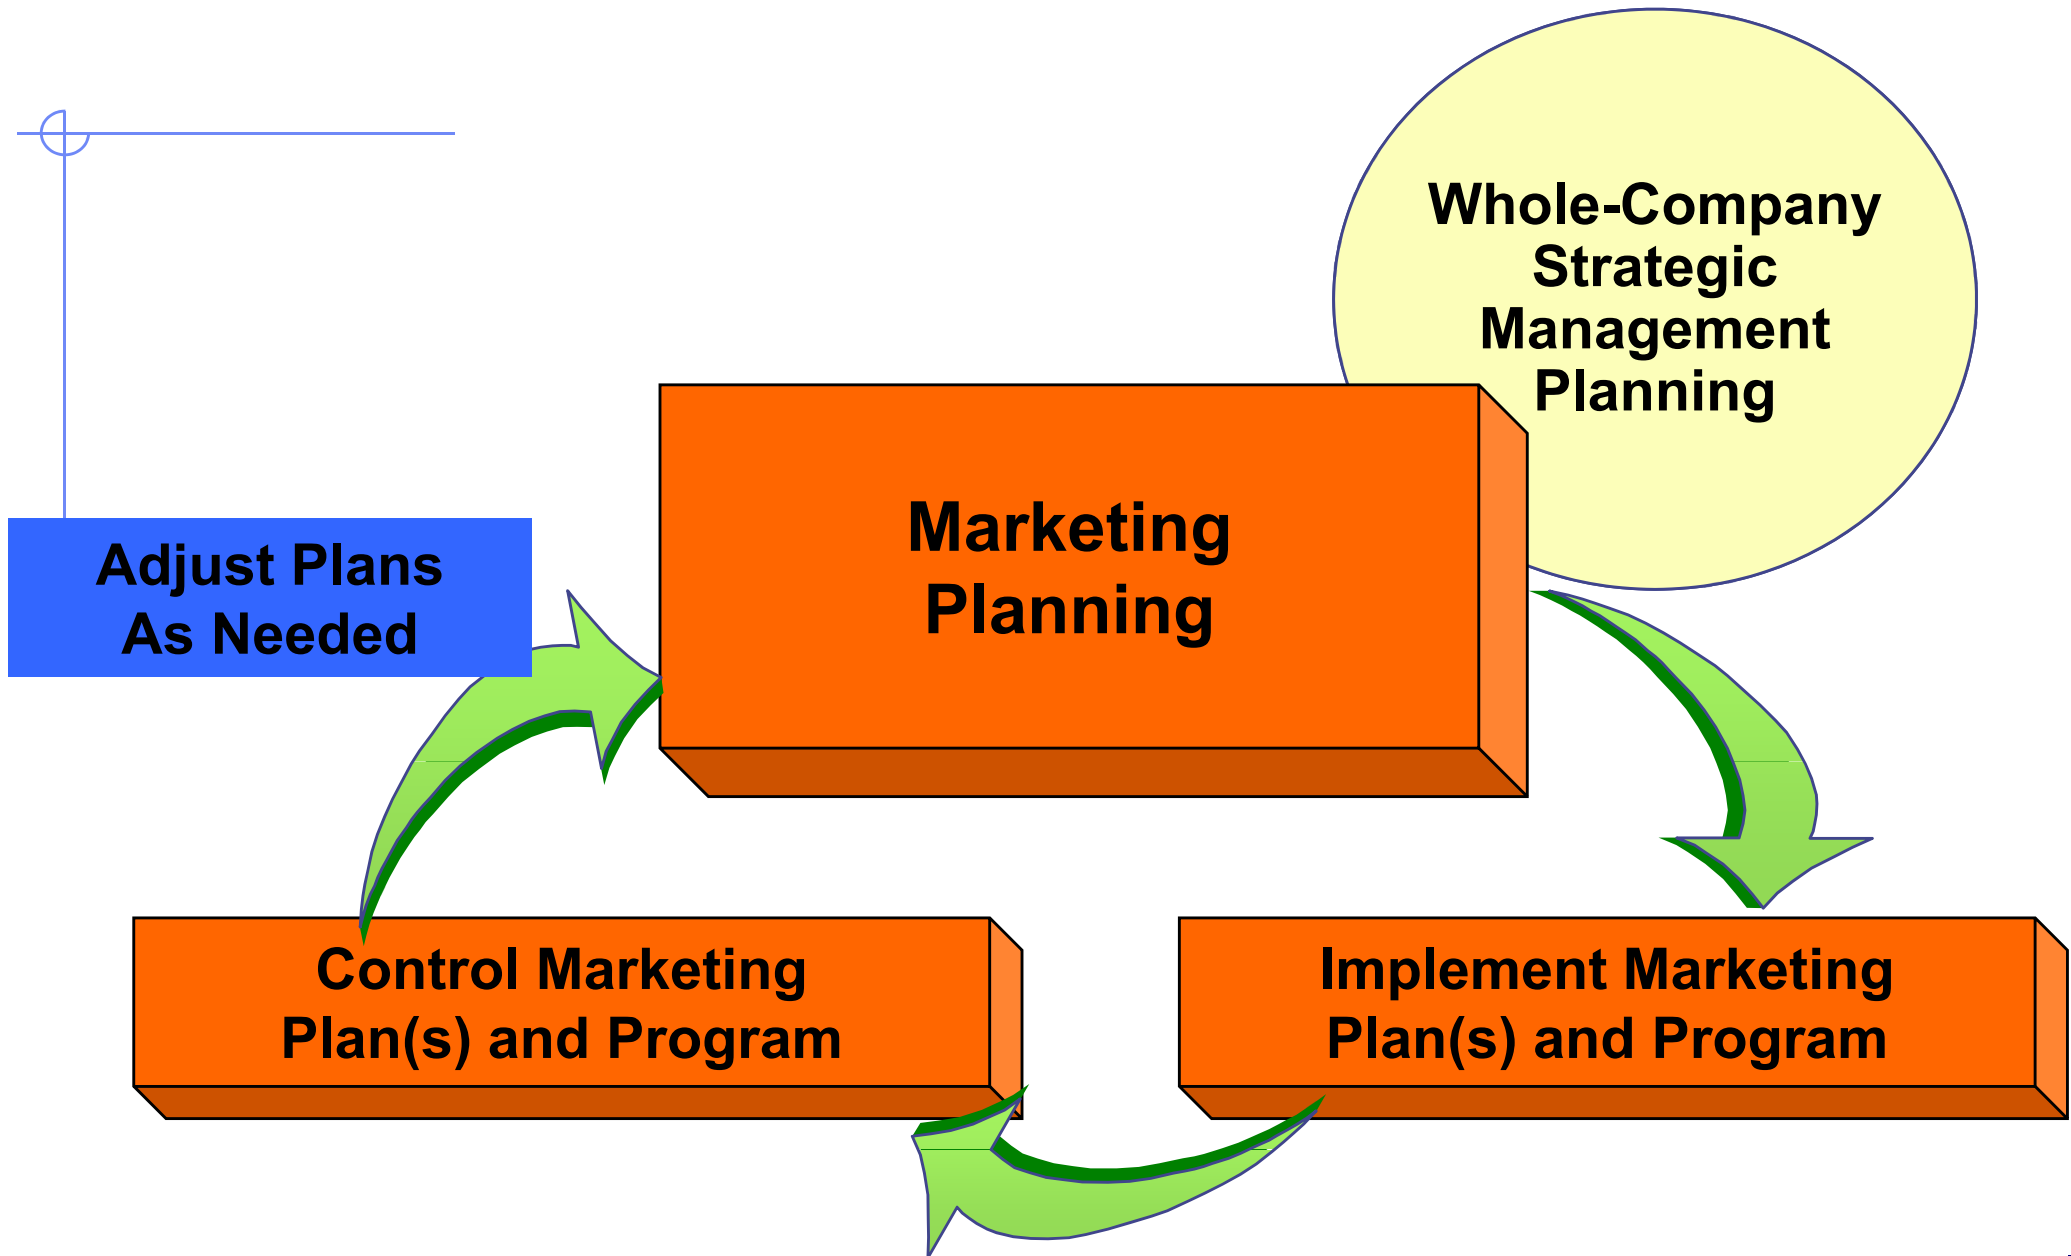 Whole-Company
Strategic
Management
Planning
Marketing
Planning
Adjust Plans
As Needed
Control Marketing
Plan(s) and Program
Implement Marketing
Plan(s) and Program